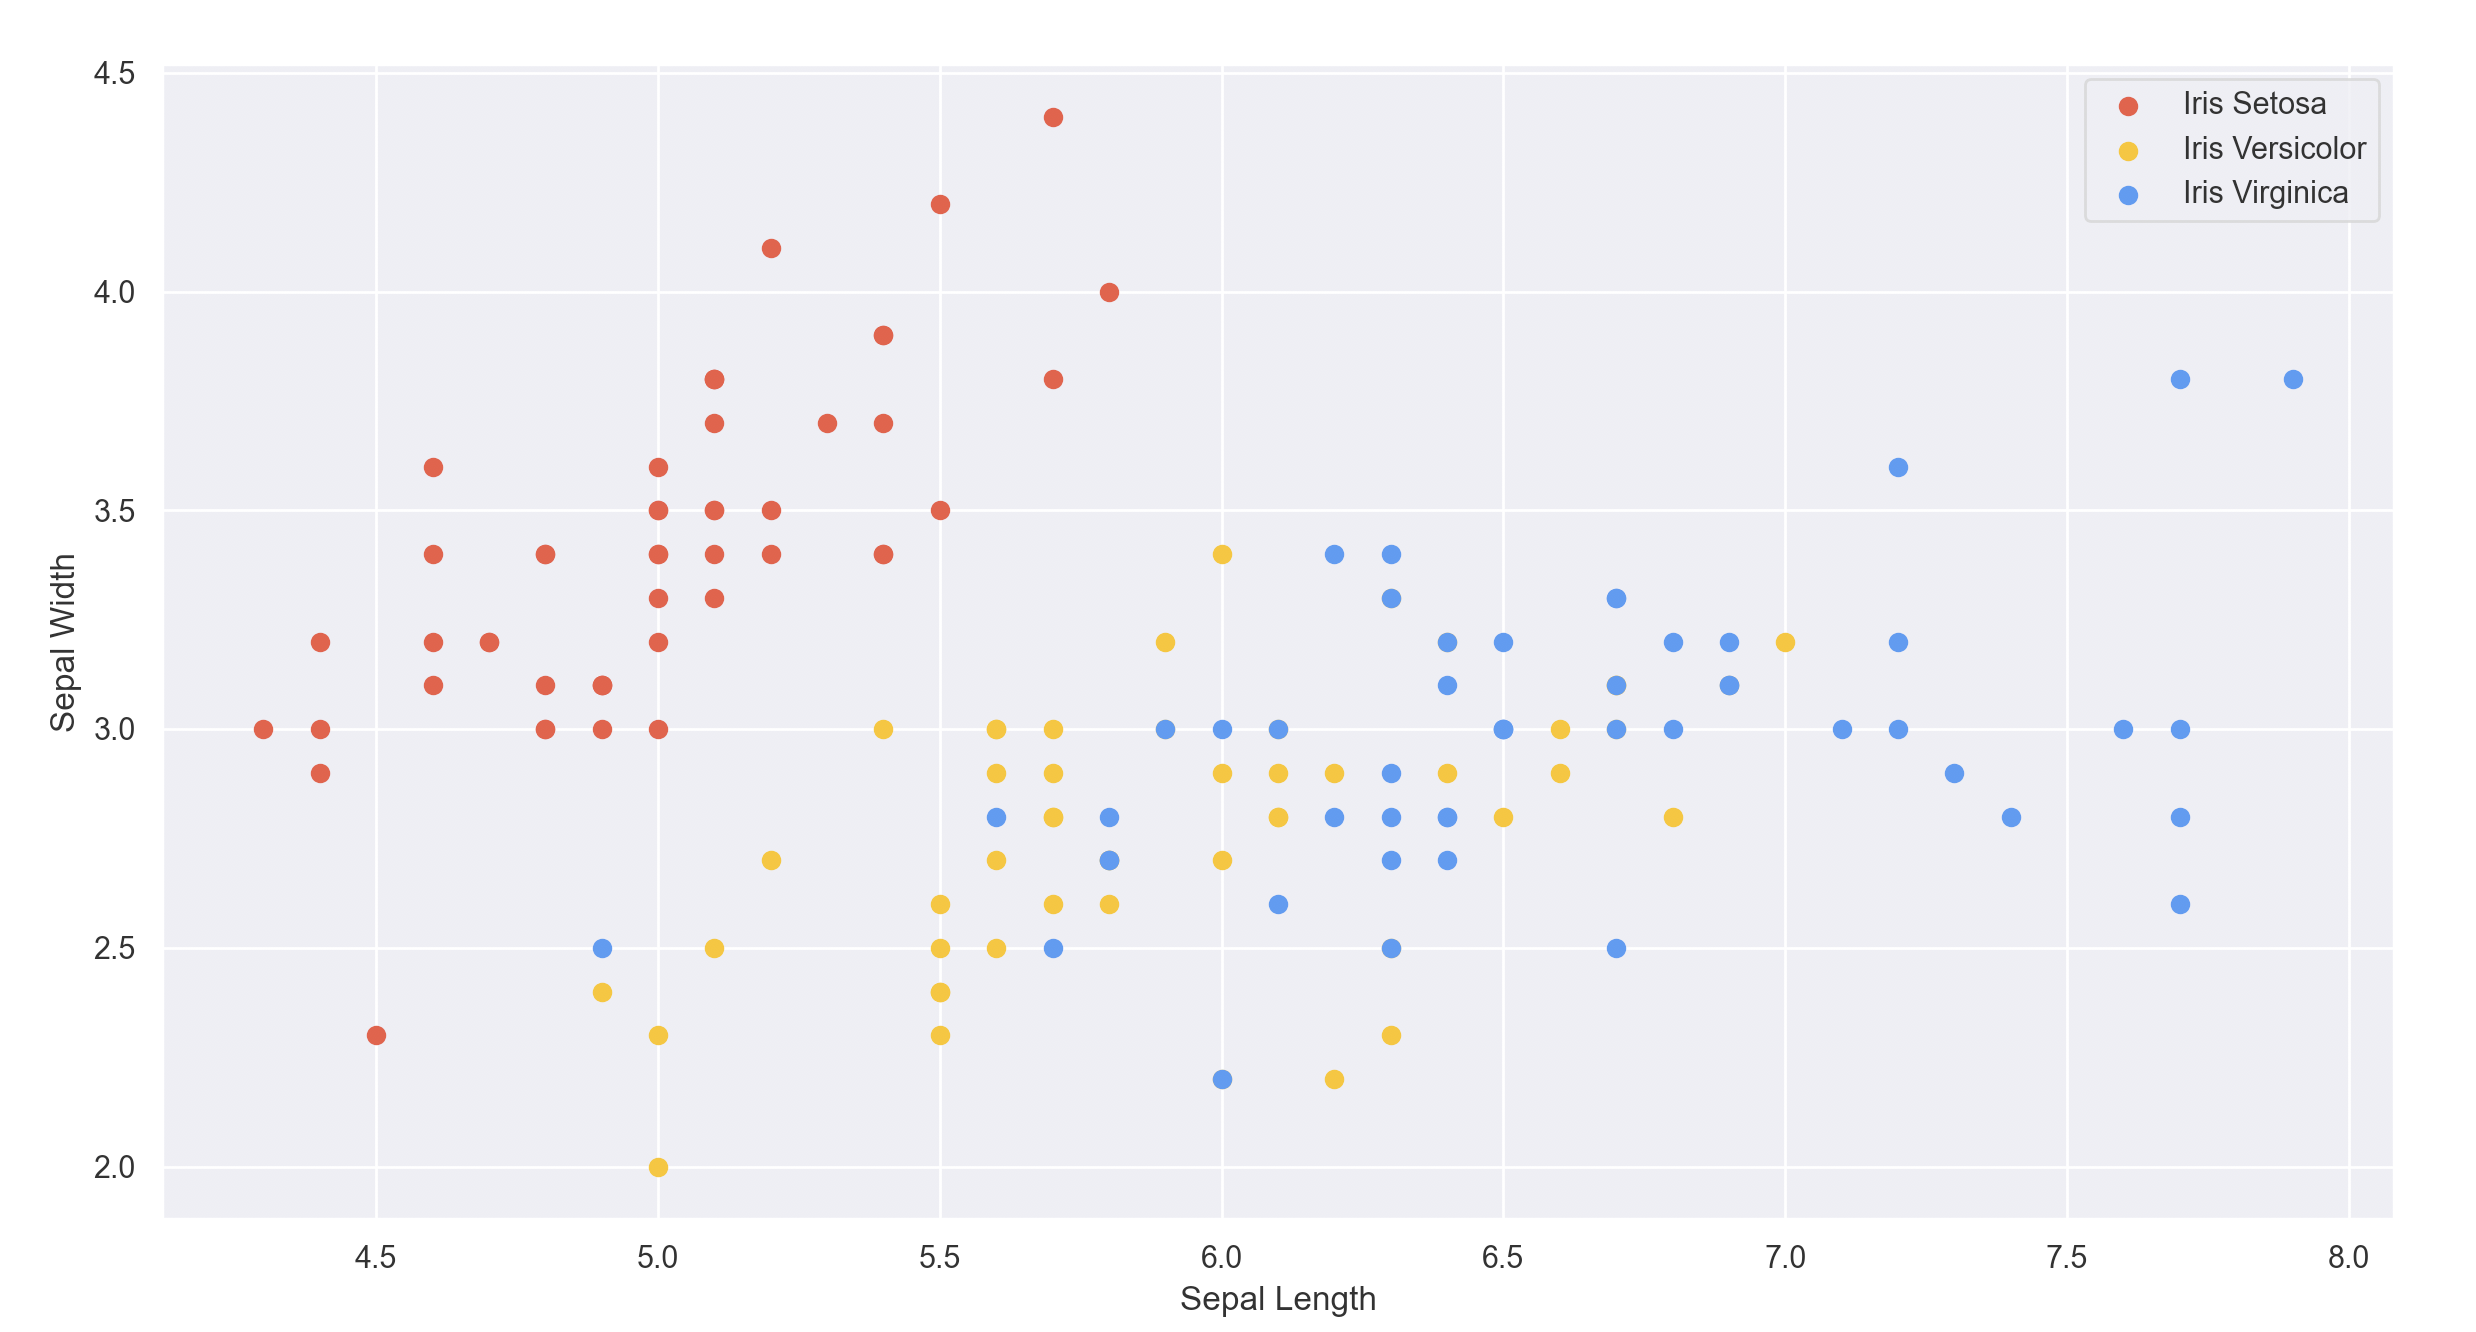 4.5
4.0
3.5
3.0
2.5
2.0
Sepal Width
Iris Setosa
Iris Versicolor
Iris Virginica
4.5 5.0 5.5 6.0 6.5 7.0 7.5 8.0
Sepal Length